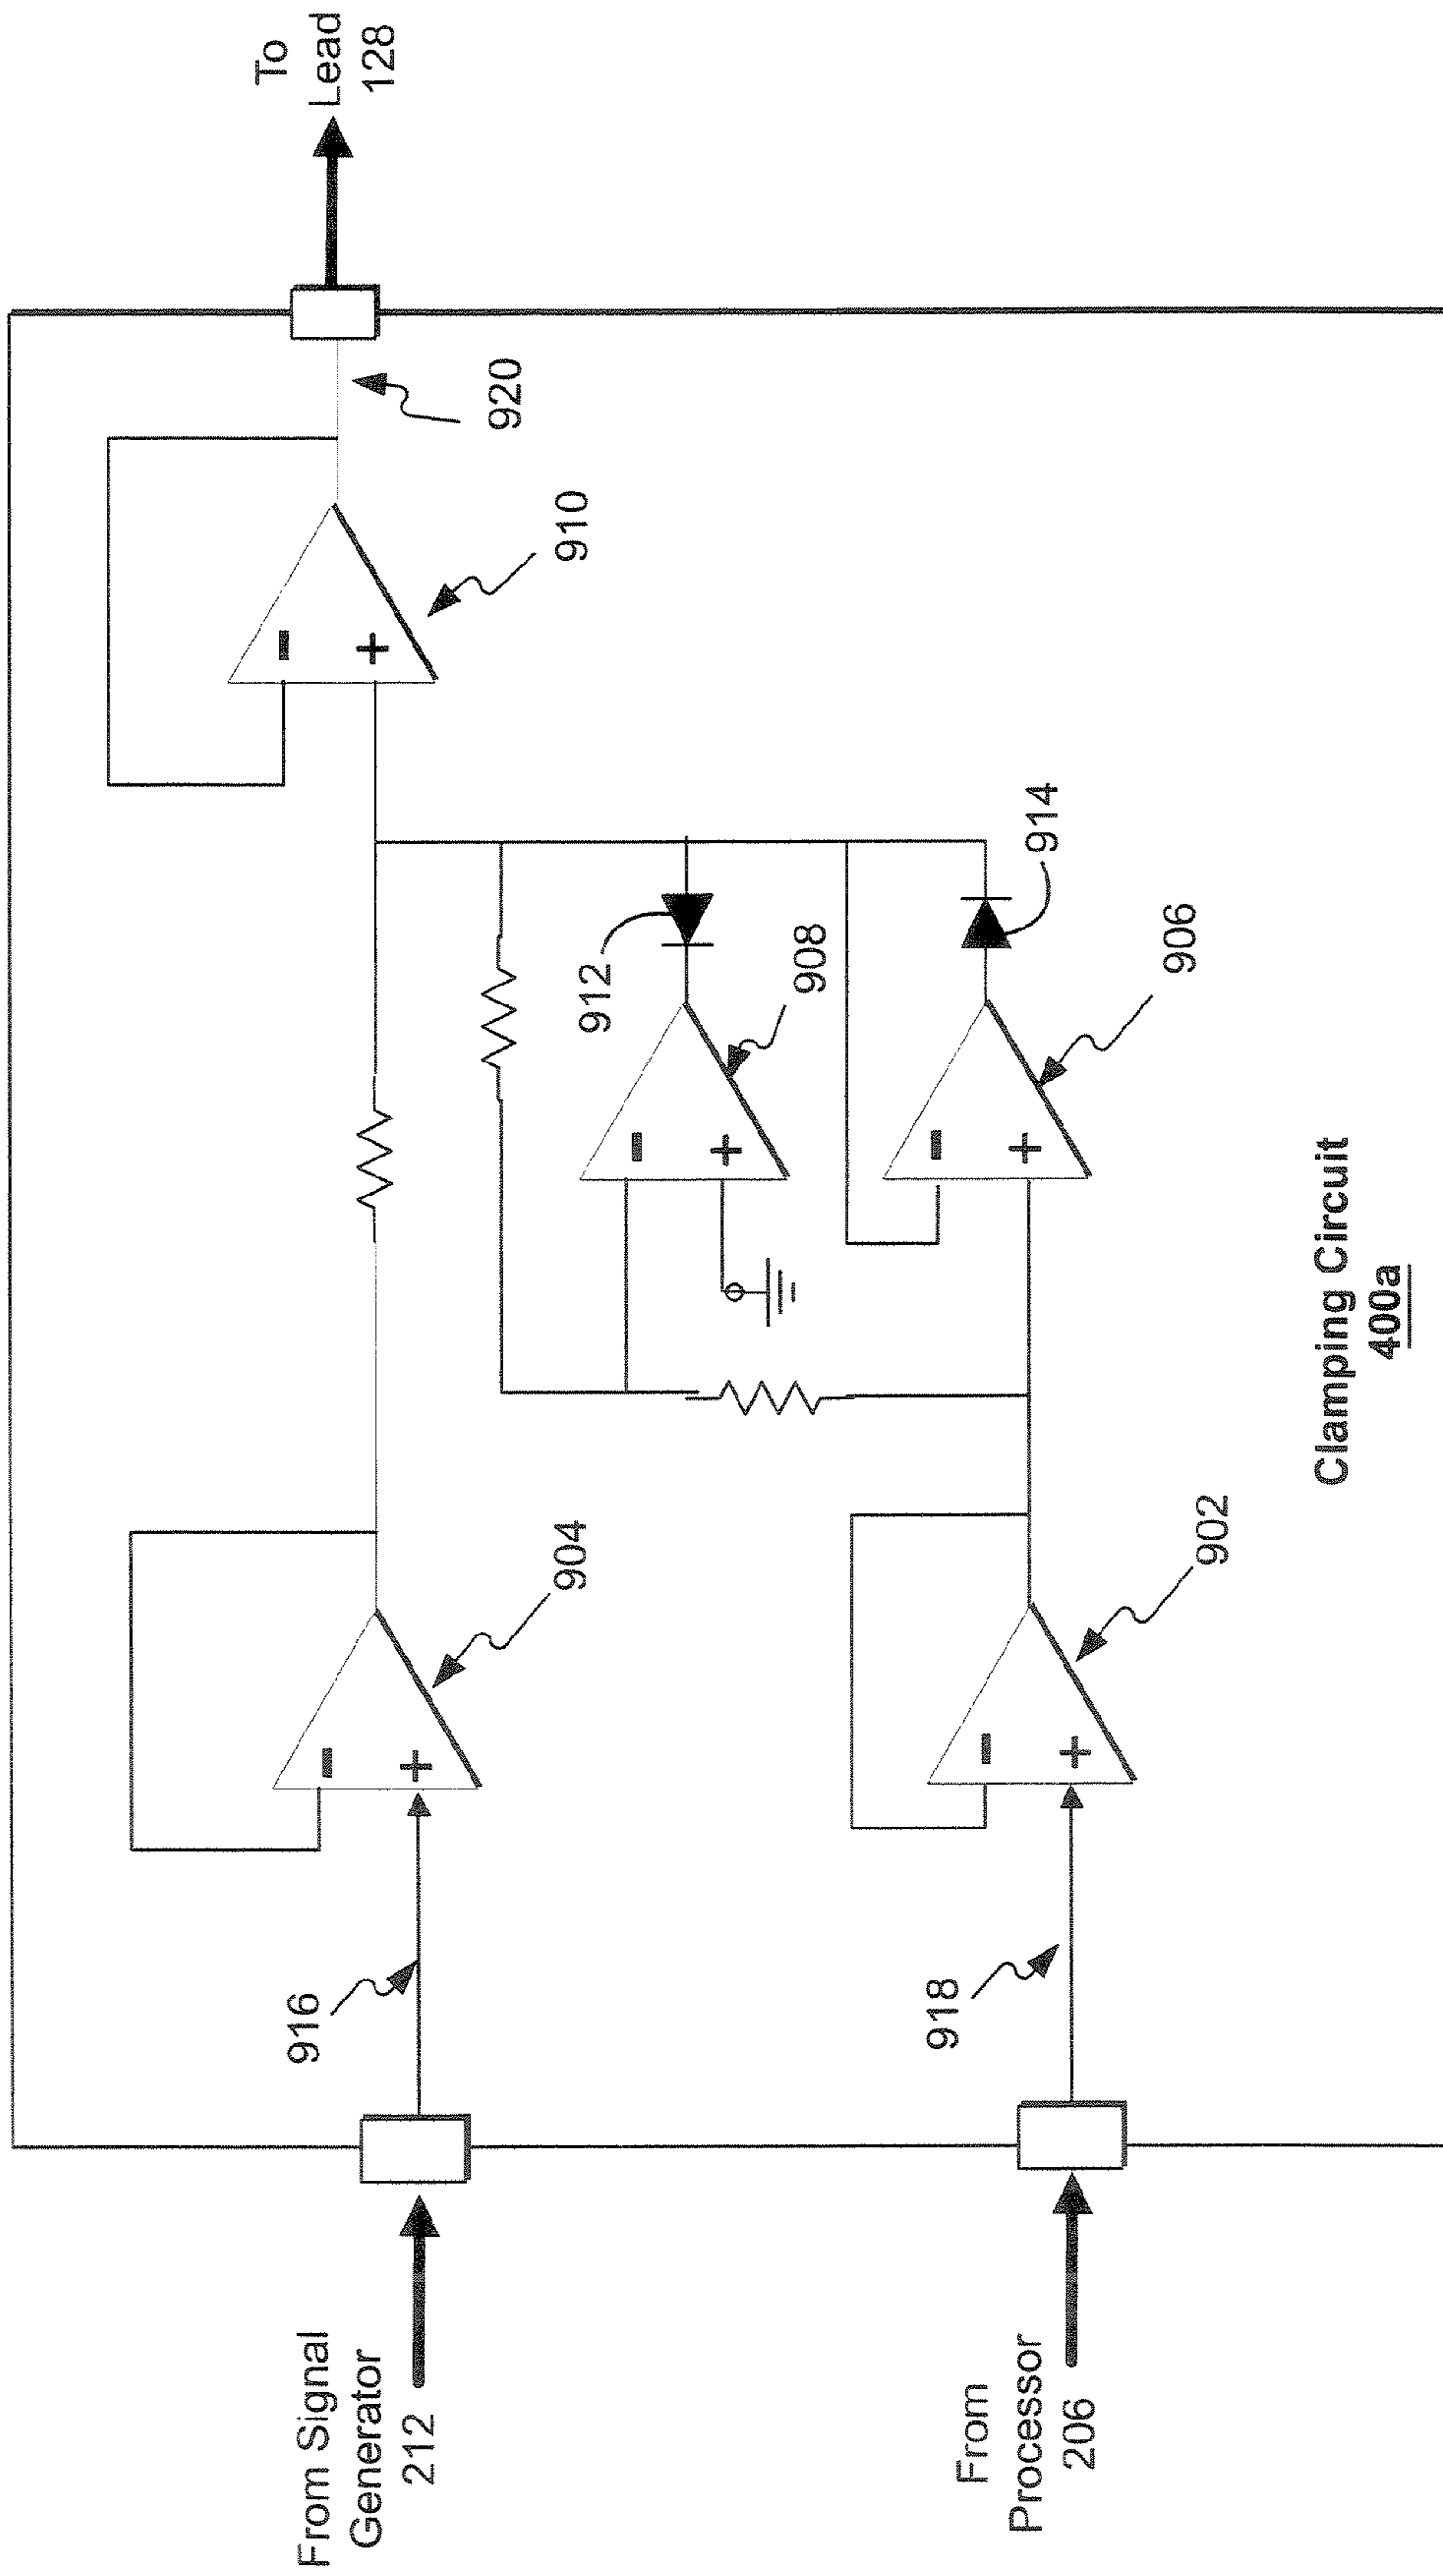 From Signal
Generator
212
916
904
910
920
To
Lead
128
-
+
-
+
912
908
-
+
914
906
-
+
From
Processor
206
918
902
-
+
Clamping Circuit
400a